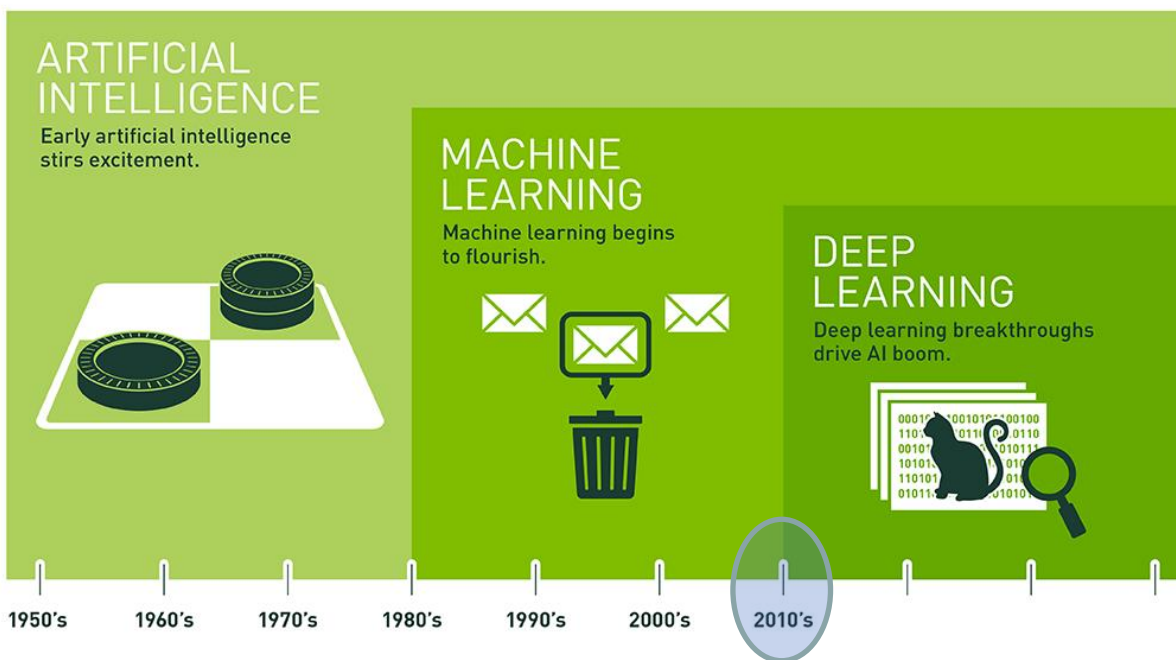 ARTIFICIAL
INTELLIGENCE
Early artificial intelligence
stirs excitement.
MACHINE
LEARNING
Machine learning begins
to flourish.
DEEP
LEARNING
Deep learning breakthroughs
drive AI boom.
1950's 1960's 1970's 1980's 1990's 2000's 2010's